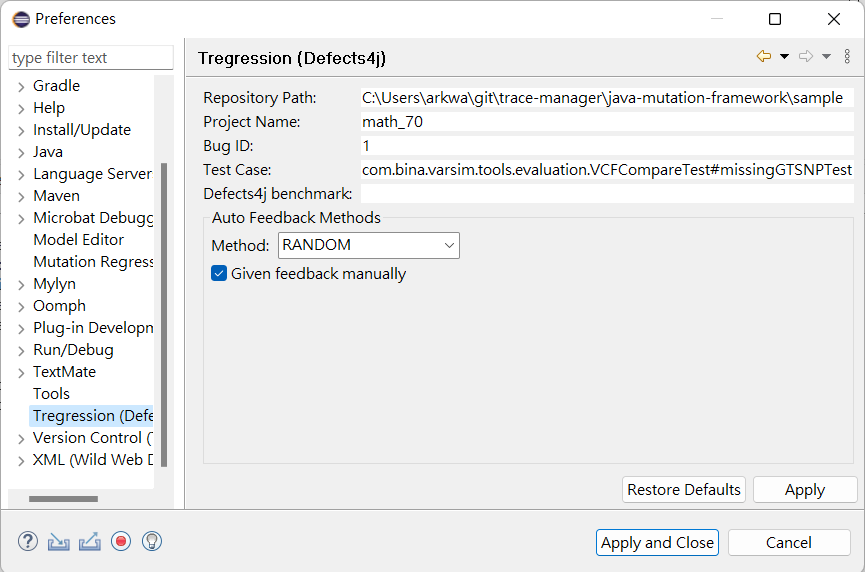 Preferences
type filter text
Gradle
Help
Install/Update
Java
Language Server
Maven
Microbat Debugg
Model Editor
Mutation Regress
Mylyn
Oomph
Plug-in Developm
Run/Debug
TextMate
Tools
Tregression (Defe
Version Control (
XML (Wild Web D
Tregression (Defects4j)
Repository Path: C:\Users\arkwa\git\trace-manager\java-mutation-framework\sample
Project Name: math_70
Bug ID: 1
Test Case: com.bina.varsim.tools.evaluation.VCFCompareTest#missingGTSNPTest
Defects4j benchmark:
Auto Feedback Methods
Method: RANDOM
Given feedback manually
Restore Defaults Apply
Apply and Close Cancel